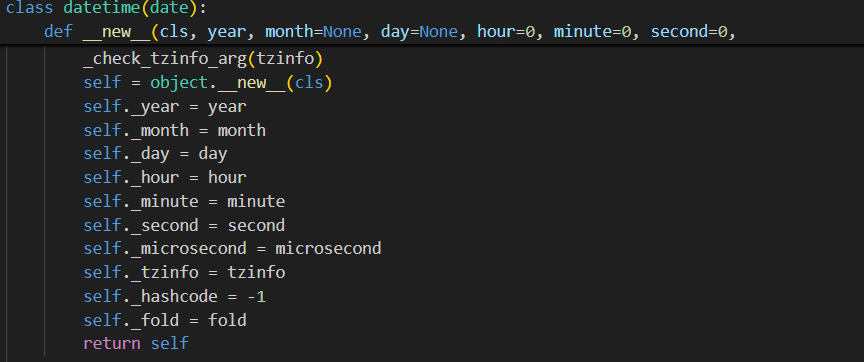 class datetime(date):
    def __new__(cls, year, month=None, day=None, hour=0, minute=0, second=0,
        _check_tzinfo_arg(tzinfo)
        self = object.__new__(cls)
        self._year = year
        self._month = month
        self._day = day
        self._hour = hour
        self._minute = minute
        self._second = second
        self._microsecond = microsecond
        self._tzinfo = tzinfo
        self._hashcode = -1
        self._fold = fold
        return self